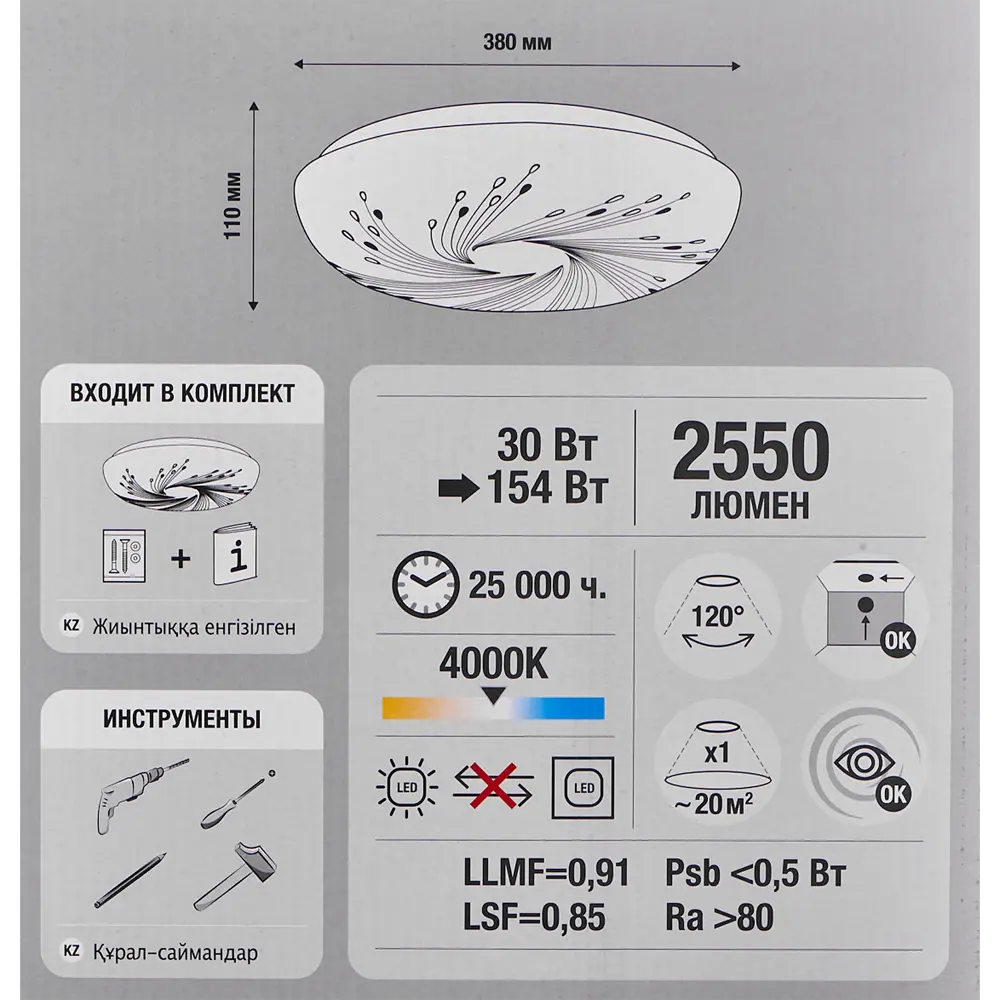 380 мм
110 мм
ВХОДИТ В КОМПЛЕКТ
+ i
KZ Жиынтыққа енгізілген
ИНСТРУМЕНТЫ
KZ Құрал-саймандар
30 Вт
154 Вт
2550
ЛЮМЕН
25 000 ч.
4000K
LED
LED
120°
OK
x1
~20 м²
OK
LLMF=0,91
LSF=0,85
Psb <0,5 Вт
Ra >80